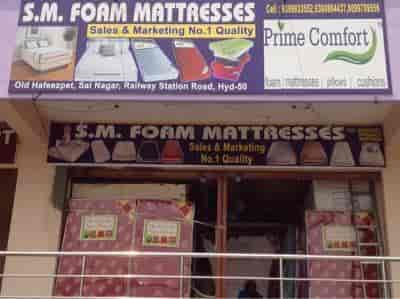 S.M. FOAM MATTRESSES
Sales & Marketing No.1 Quality
Prime Comfort
foam | mattresses | pillows | cushions
Old Hafeezpet, Sai Nagar, Railway Station Road, Hyd-50
S.M. FOAM MATTRESSES
Sales & Marketing
No.1 Quality